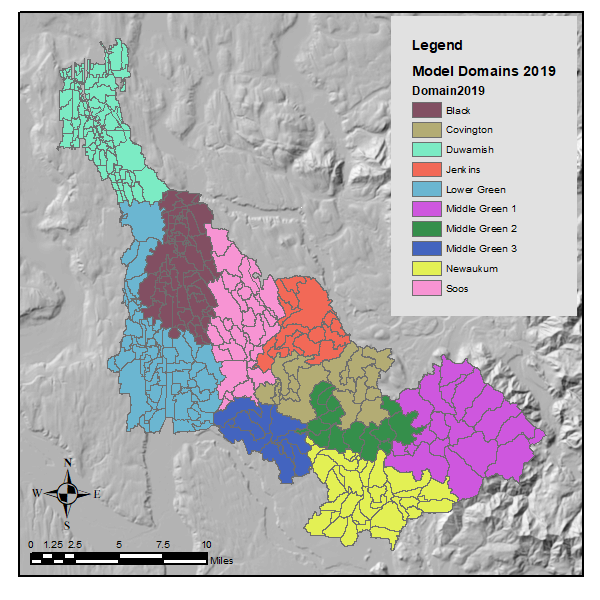 Legend
Model Domains 2019
Domain2019
Black
Covington
Duwamish
Jenkins
Lower Green
Middle Green 1
Middle Green 2
Middle Green 3
Newaukum
Soos
N
W E
S
0 1.25 2.5 5 7.5 10
Miles